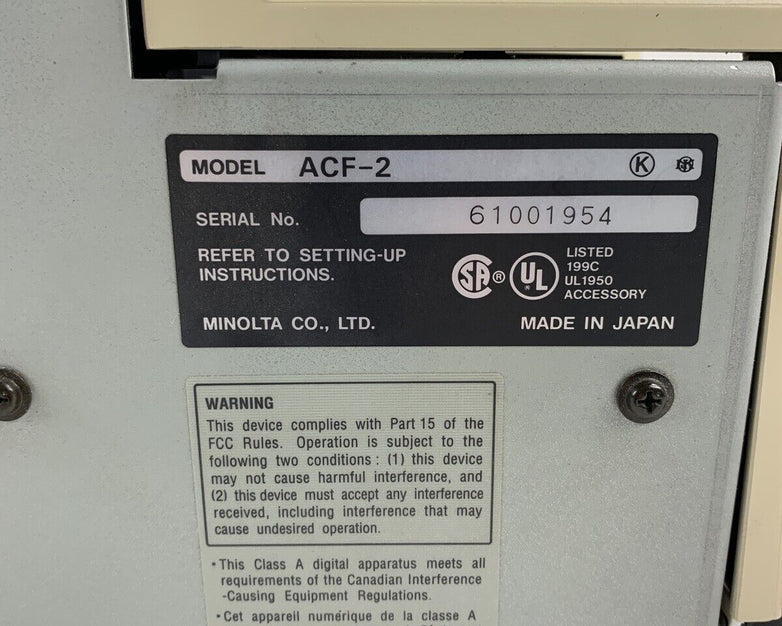 MODEL ACF-2 K
SERIAL No. 61001954
REFER TO SETTING-UP
INSTRUCTIONS.
SA ® UL ®
LISTED
199C
UL1950
ACCESSORY
MINOLTA CO., LTD. MADE IN JAPAN
WARNING
This device complies with Part 15 of the
FCC Rules. Operation is subject to the
following two conditions : (1) this device
may not cause harmful interference, and
(2) this device must accept any interference
received, including interference that may
cause undesired operation.
• This Class A digital apparatus meets all
requirements of the Canadian Interference
-Causing Equipment Regulations.
• Cet appareil numérique de la classe A